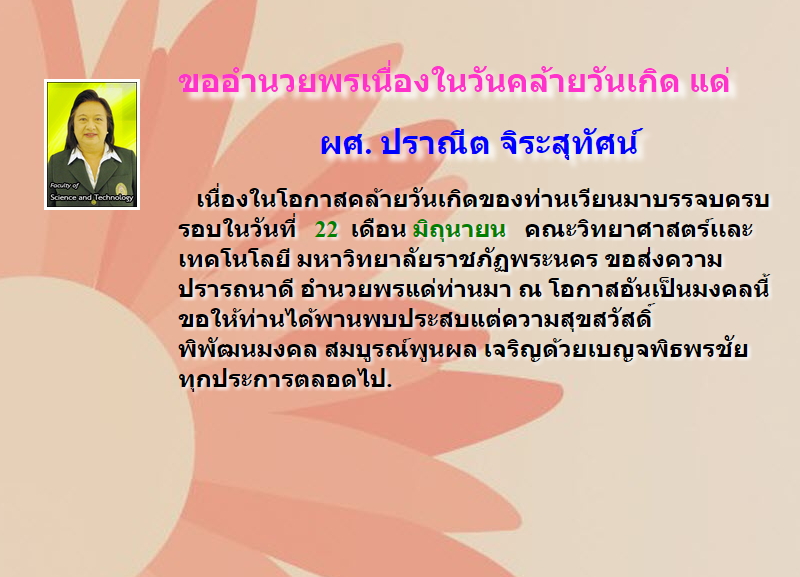 ขออำนวยพรเนื่องในวันคล้ายวันเกิด แด่
ผศ. ปราณีต จิระสุทัศน์
เนื่องในโอกาสคล้ายวันเกิดของท่านเวียนมาบรรจบครบ
รอบในวันที่ 22 เดือน มิถุนายน คณะวิทยาศาสตร์และ
เทคโนโลยี มหาวิทยาลัยราชภัฏพระนคร ขอส่งความ
ปรารถนาดี อำนวยพรแด่ท่านมา ณ โอกาสอันเป็นมงคลนี้
ขอให้ท่านได้พานพบประสบแต่ความสุขสวัสดิ์
พิพัฒนมงคล สมบูรณ์พูนผล เจริญด้วยเบญจพิธพรชัย
ทุกประการตลอดไป.
Faculty of
Science and Technology